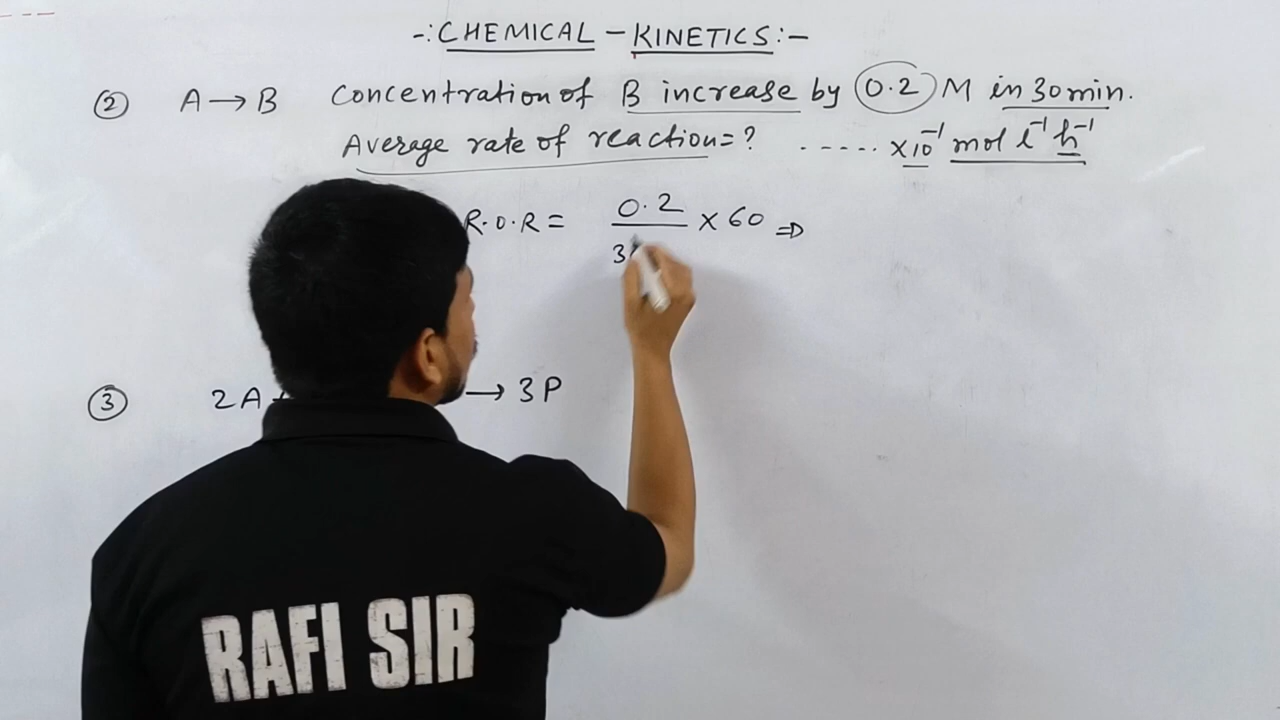 -: CHEMICAL - KINETICS :-
② A → B Concentration of B increase by 0.2 M in 30 min.
Average rate of reaction = ? ..... x10⁻¹ mol l⁻¹ h⁻¹
R.O.R = 0.2 × 60 ⇒
3
③ 2A → 3P
RAFI SIR